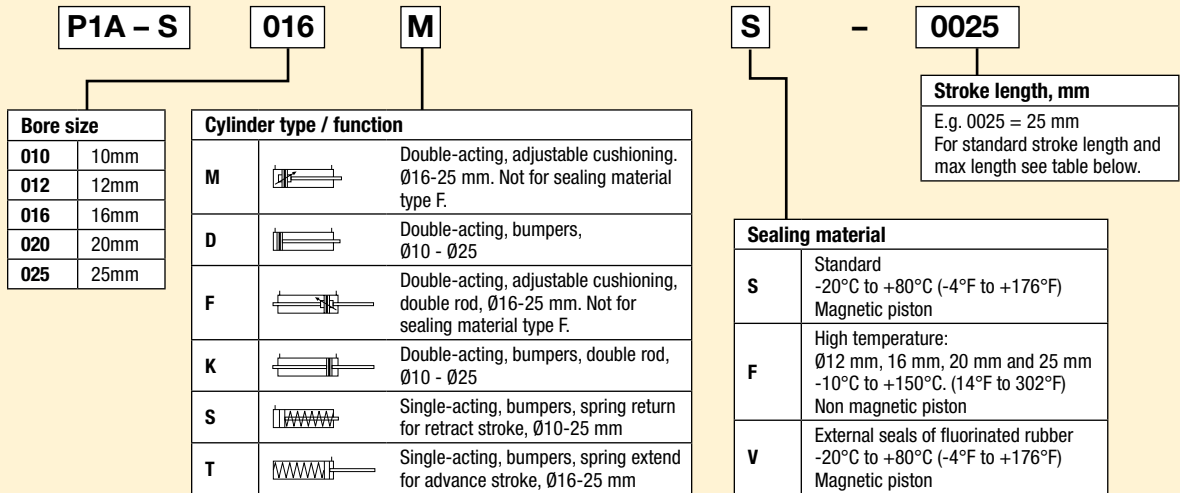 P1A – S 016 M S – 0025
Bore size
010 10mm
012 12mm
016 16mm
020 20mm
025 25mm
Cylinder type / function
M Double-acting, adjustable cushioning.
Ø16-25 mm. Not for sealing material
type F.
D Double-acting, bumpers,
Ø10 - Ø25
F Double-acting, adjustable cushioning,
double rod, Ø16-25 mm. Not for
sealing material type F.
K Double-acting, bumpers, double rod,
Ø10 - Ø25
S Single-acting, bumpers, spring return
for retract stroke, Ø10-25 mm
T Single-acting, bumpers, spring extend
for advance stroke, Ø16-25 mm
Stroke length, mm
E.g. 0025 = 25 mm
For standard stroke length and
max length see table below.
Sealing material
S Standard
-20°C to +80°C (-4°F to +176°F)
Magnetic piston
F High temperature:
Ø12 mm, 16 mm, 20 mm and 25 mm
-10°C to +150°C. (14°F to 302°F)
Non magnetic piston
V External seals of fluorinated rubber
-20°C to +80°C (-4°F to +176°F)
Magnetic piston